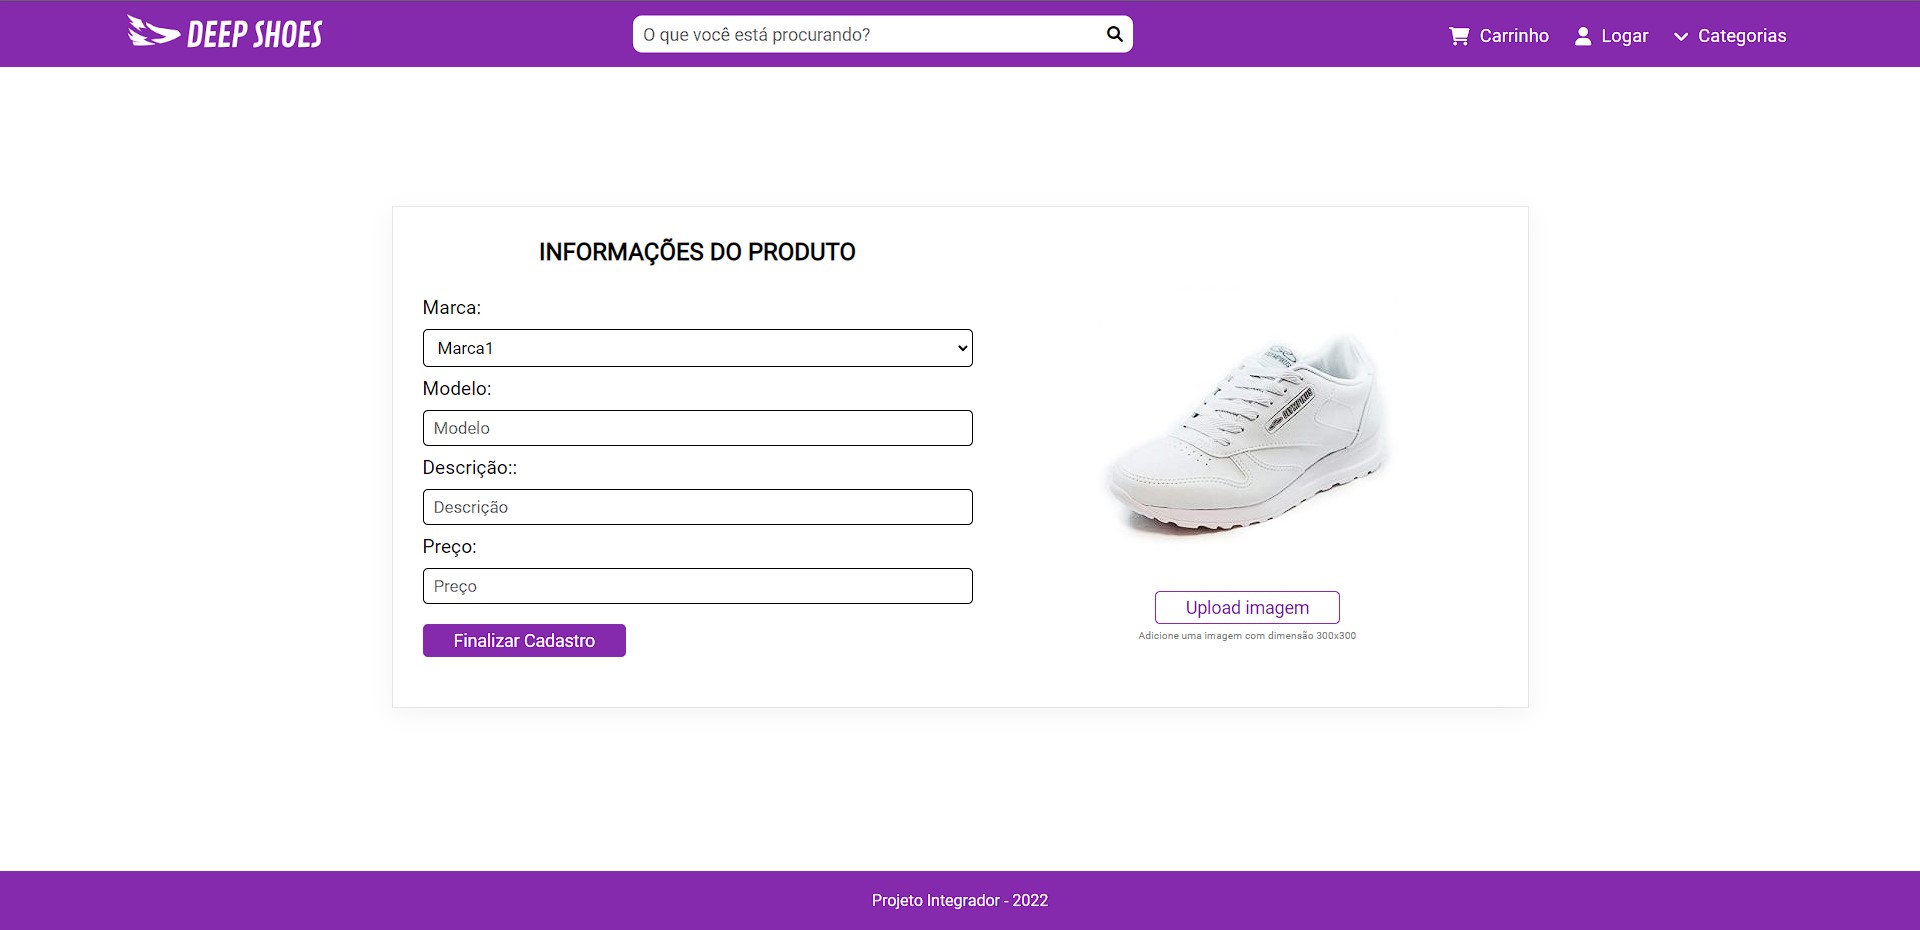 DEEP SHOES
O que você está procurando?
Carrinho
Logar
Categorias
INFORMAÇÕES DO PRODUTO
Marca:
Marca1
Modelo:
Modelo
Descrição::
Descrição
Preço:
Preço
Finalizar Cadastro
Upload imagem
Adicione uma imagem com dimensão 300x300
Projeto Integrador - 2022